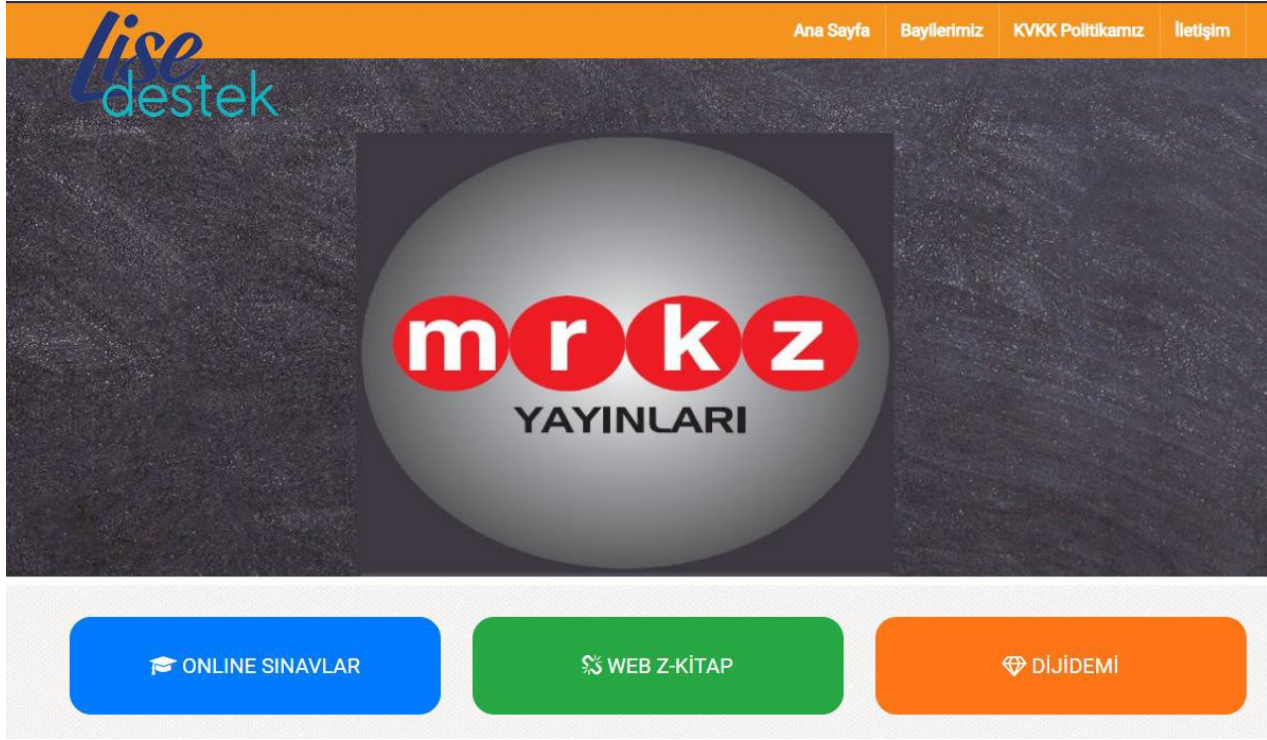 Lise
destek
Ana Sayfa Bayilerimiz KVKK Politikamız İletişim
mrkz
YAYINLARI
ONLINE SINAVLAR
WEB Z-KİTAP
DİJİDEMİ